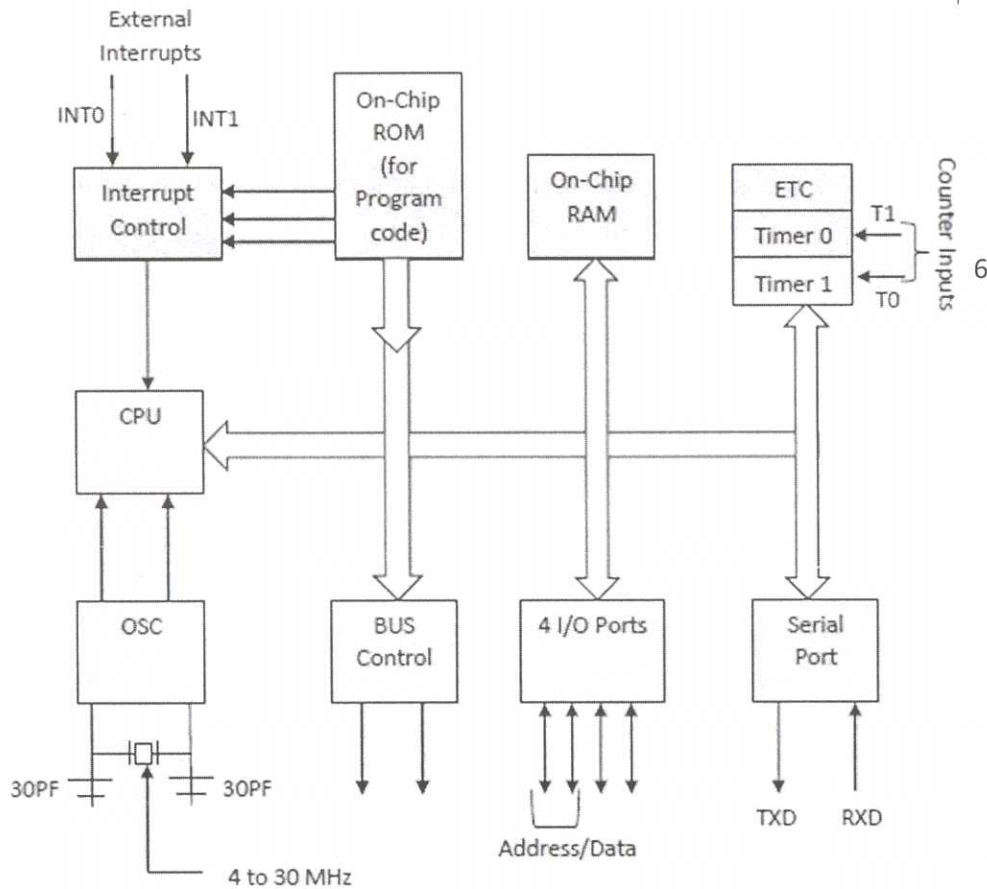 External
Interrupts
INT0
INT1
Interrupt
Control
On-Chip
ROM
(for
Program
code)
On-Chip
RAM
ETC
Timer 0
Timer 1
T1
T0
Counter Inputs
6
CPU
OSC
BUS
Control
4 I/O Ports
Serial
Port
30PF
30PF
4 to 30 MHz
Address/Data
TXD
RXD